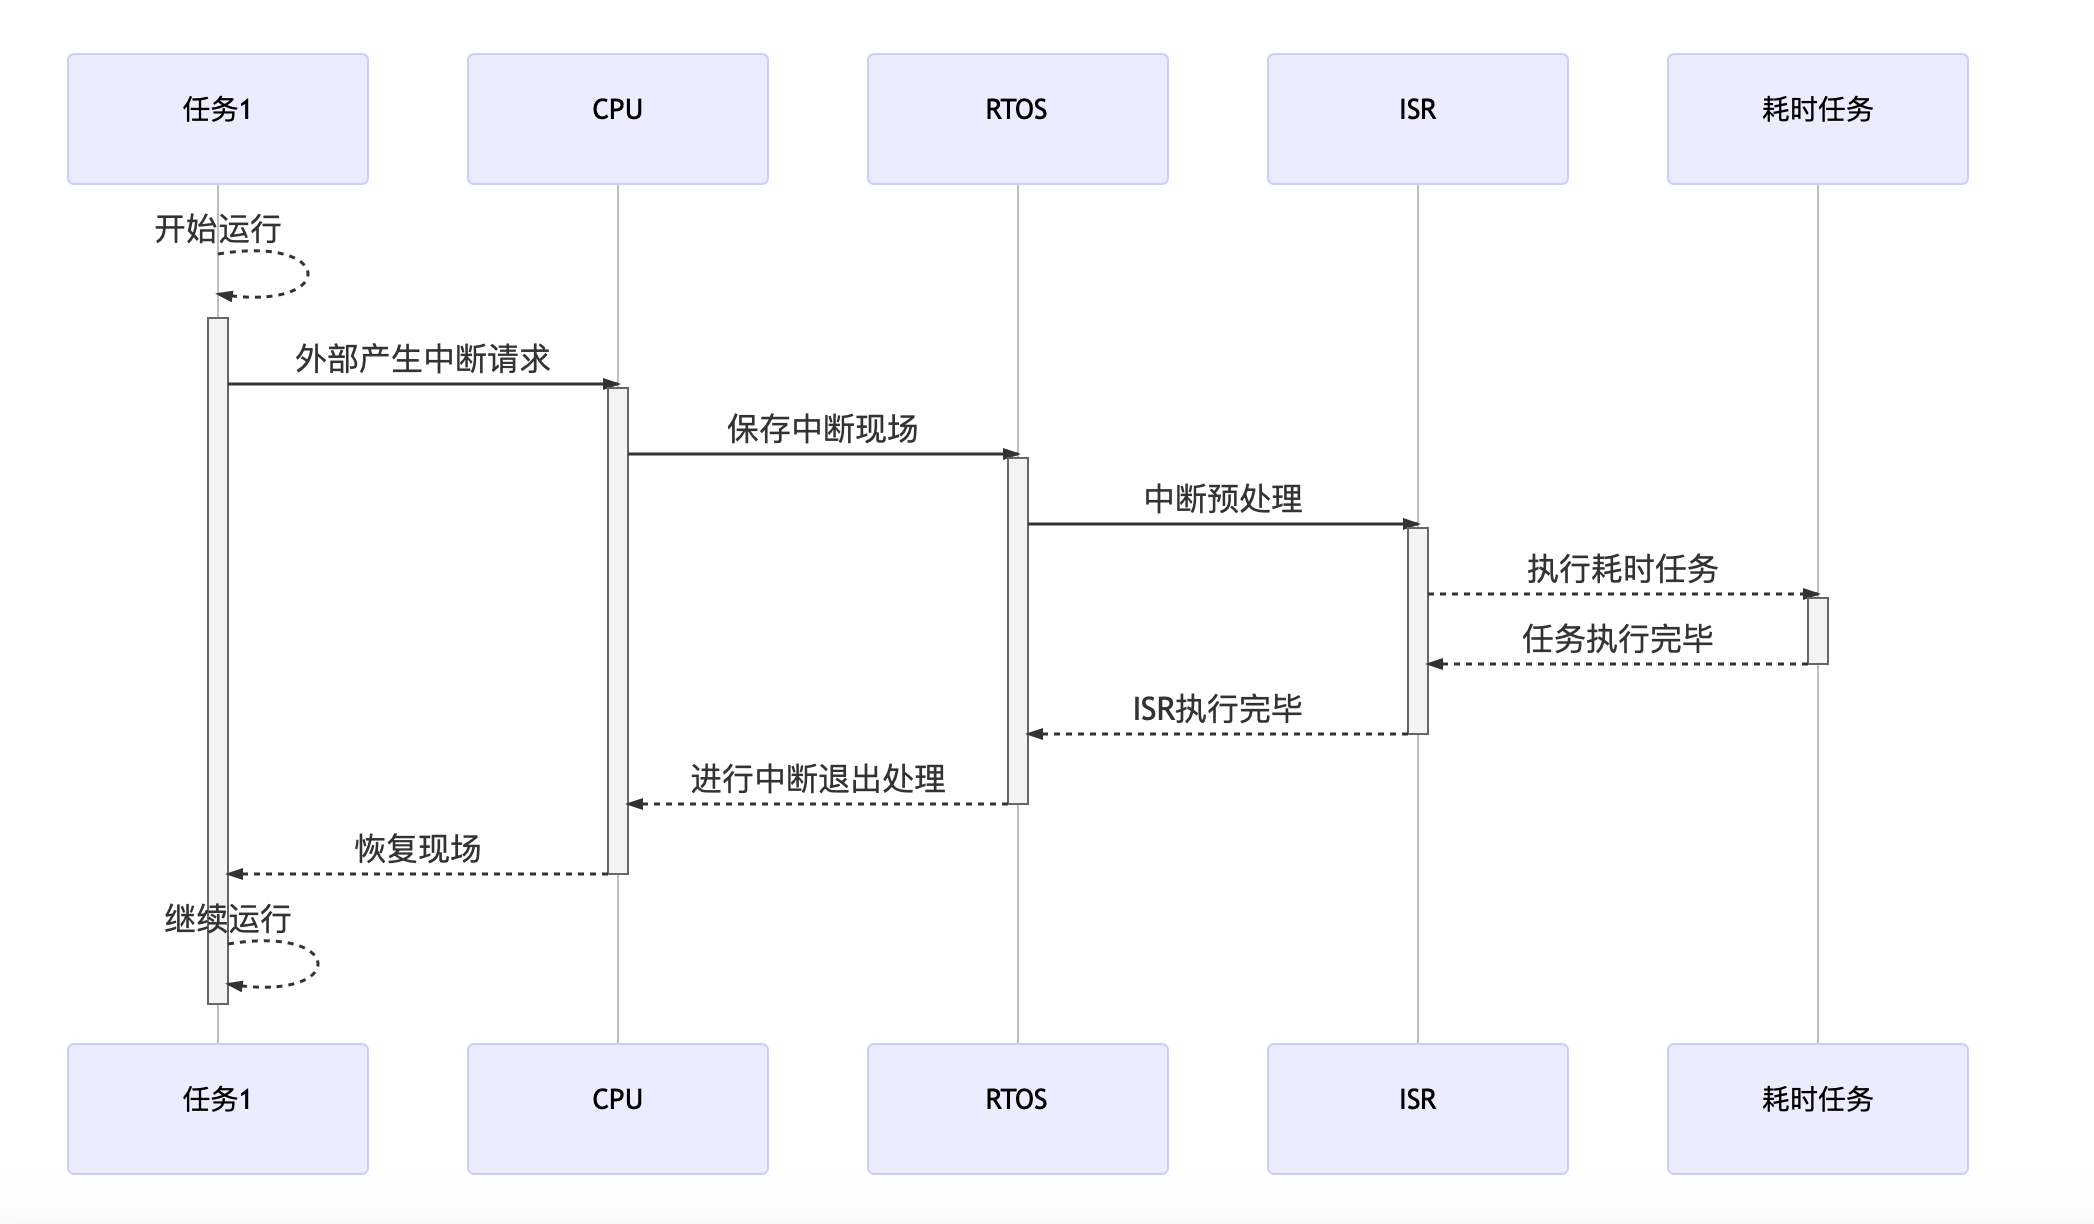 任务1
CPU
RTOS
ISR
耗时任务
开始运行
外部产生中断请求
保存中断现场
中断预处理
执行耗时任务
任务执行完毕
ISR执行完毕
进行中断退出处理
恢复现场
继续运行
任务1
CPU
RTOS
ISR
耗时任务